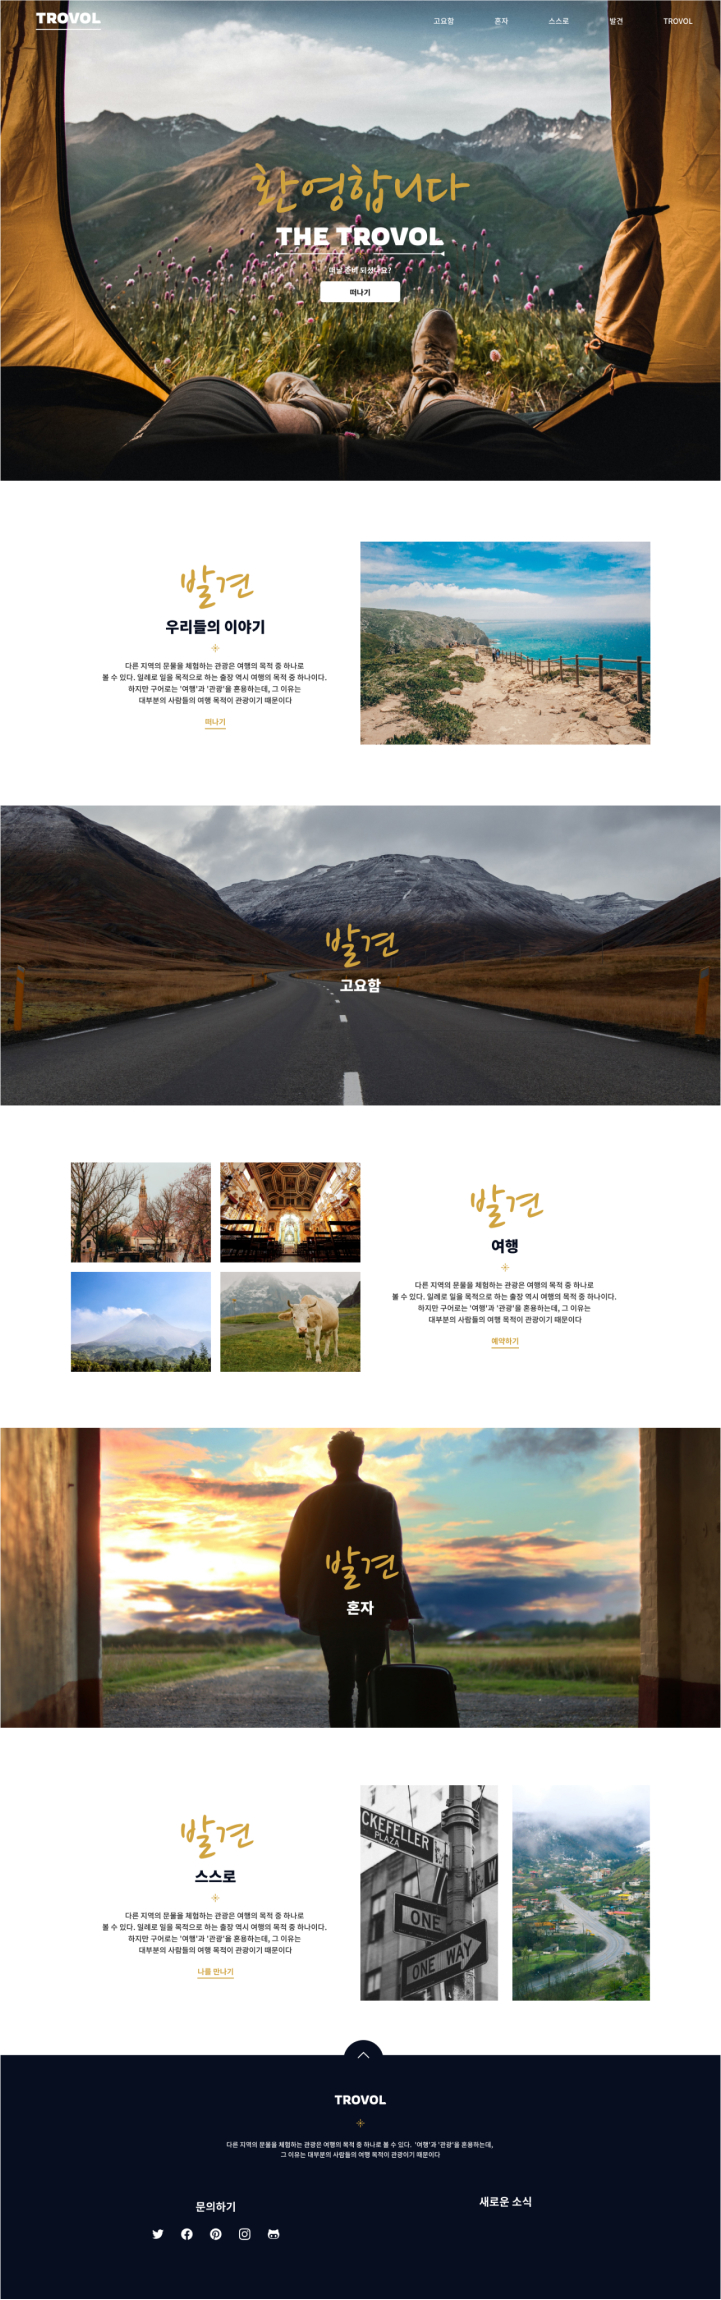 TROVOL
고요함 혼자 스스로 발견 TROVOL
환영합니다
THE TROVOL
떠날 준비 되셨나요?
떠나기
발견
우리들의 이야기
다른 지역의 문물을 체험하는 관광은 여행의 목적 중 하나로
볼 수 있다. 일례로 일을 목적으로 하는 출장 역시 여행의 목적 중 하나이다.
하지만 구어로는 '여행'과 '관광'을 혼용하는데, 그 이유는
대부분의 사람들의 여행 목적이 관광이기 때문이다
떠나기
발견
고요함
발견
여행
다른 지역의 문물을 체험하는 관광은 여행의 목적 중 하나로
볼 수 있다. 일례로 일을 목적으로 하는 출장 역시 여행의 목적 중 하나이다.
하지만 구어로는 '여행'과 '관광'을 혼용하는데, 그 이유는
대부분의 사람들의 여행 목적이 관광이기 때문이다
예약하기
발견
혼자
발견
스스로
다른 지역의 문물을 체험하는 관광은 여행의 목적 중 하나로
볼 수 있다. 일례로 일을 목적으로 하는 출장 역시 여행의 목적 중 하나이다.
하지만 구어로는 '여행'과 '관광'을 혼용하는데, 그 이유는
대부분의 사람들의 여행 목적이 관광이기 때문이다
나를 만나기
CKEFELLER
PLAZA
W
ONE
ONE WAY
TROVOL
다른 지역의 문물을 체험하는 관광은 여행의 목적 중 하나로 볼 수 있다. '여행'과 '관광'을 혼용하는데,
그 이유는 대부분의 사람들의 여행 목적이 관광이기 때문이다
문의하기
새로운 소식